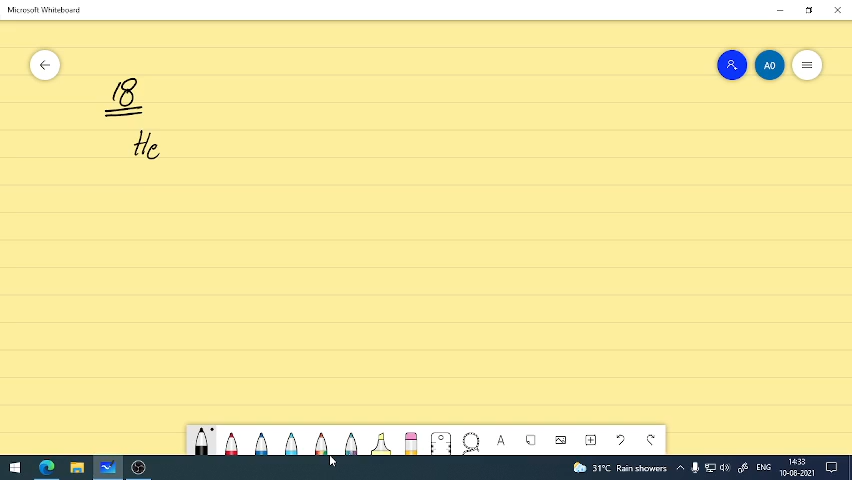 Microsoft Whiteboard
A0
18
He
A
31°C Rain showers
ENG
14:33
10-08-2021